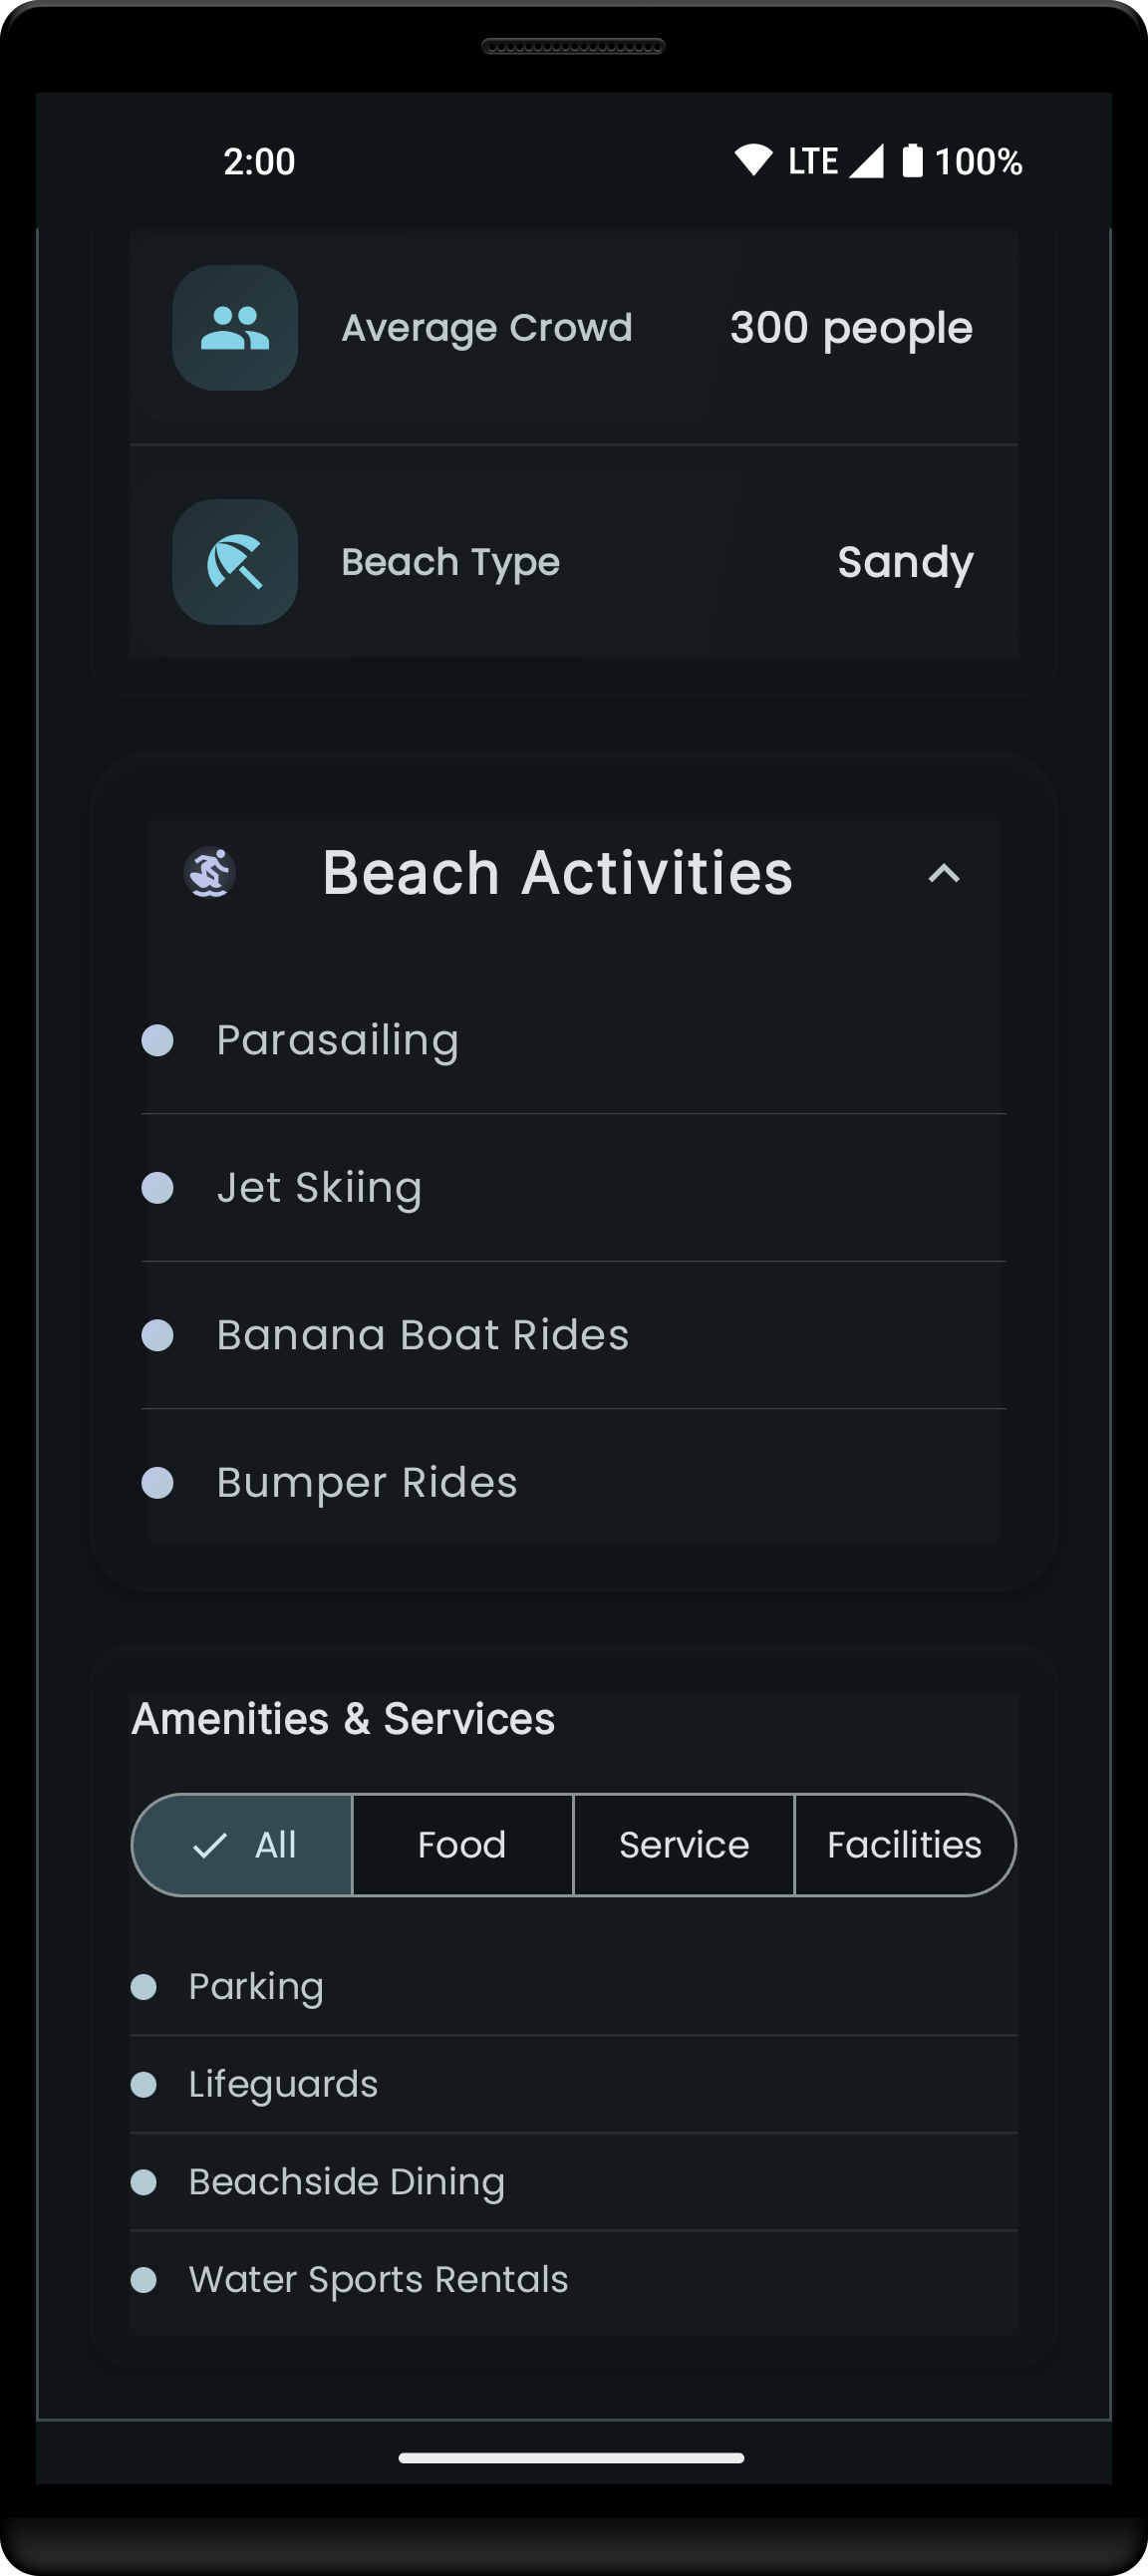 2:00 LTE 100%
Average Crowd 300 people
Beach Type Sandy
Beach Activities
Parasailing
Jet Skiing
Banana Boat Rides
Bumper Rides
Amenities & Services
All Food Service Facilities
Parking
Lifeguards
Beachside Dining
Water Sports Rentals